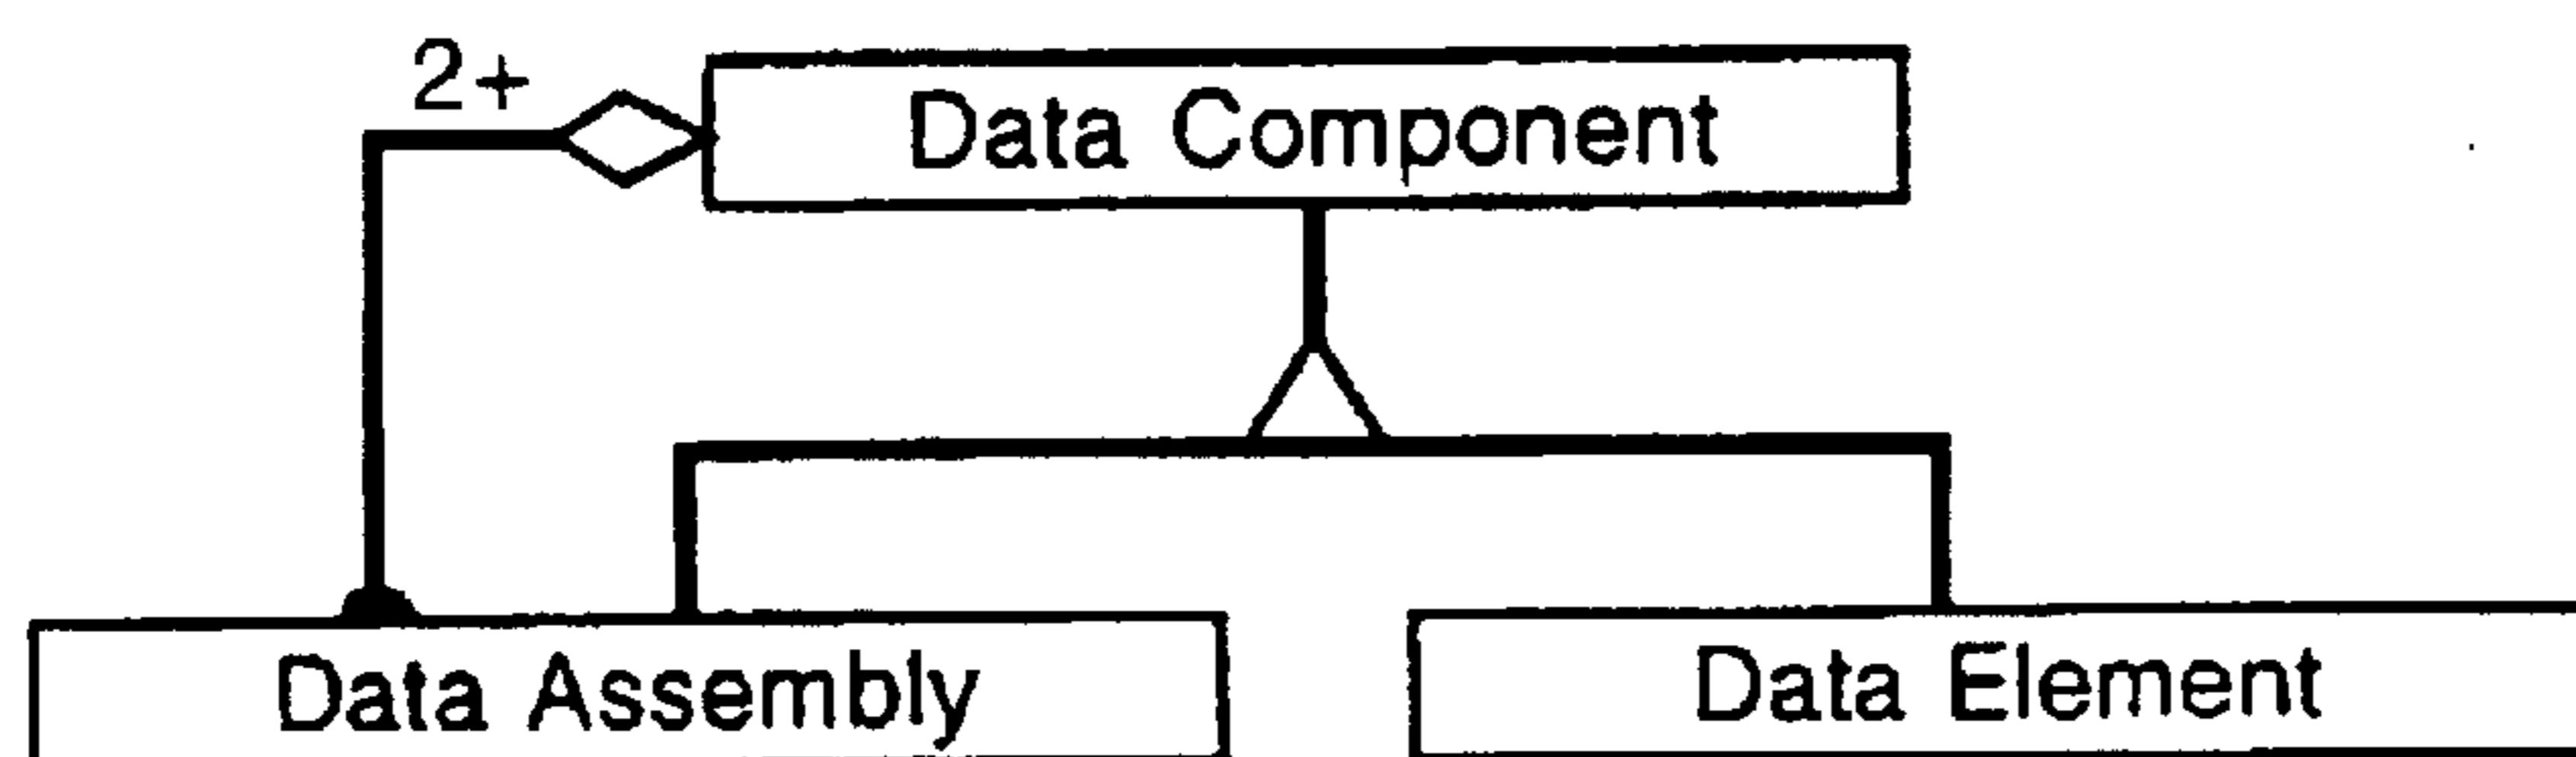 2+
Data Component
Data Assembly
Data Element